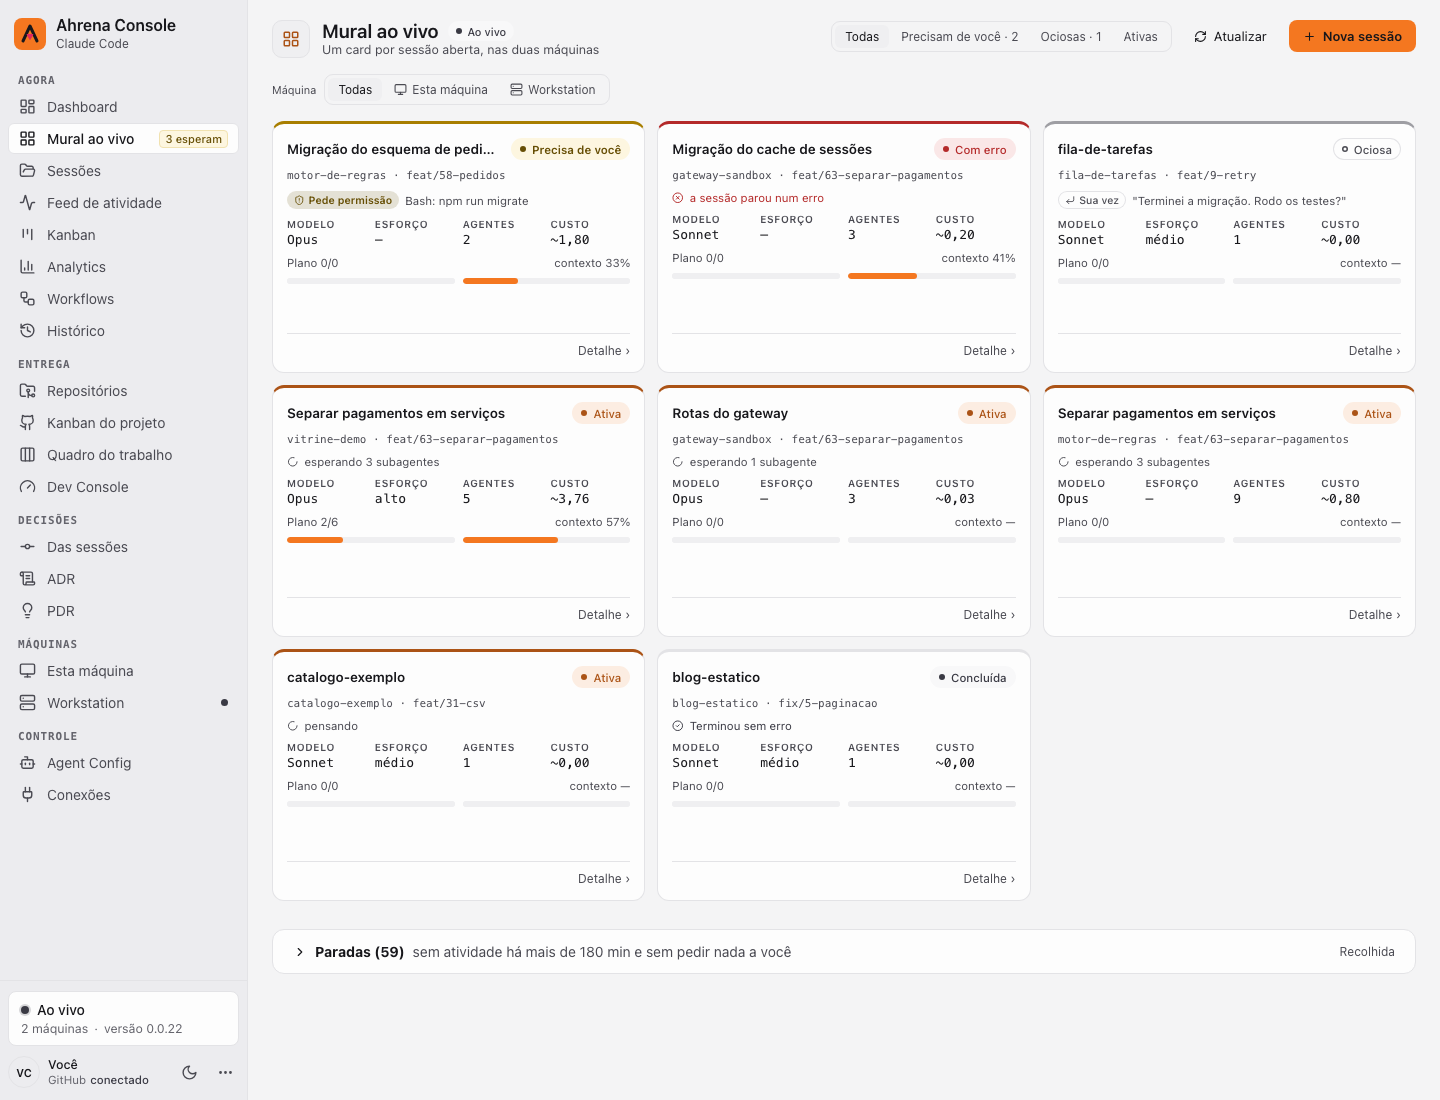 Ahrena Console
Claude Code
AGORA
Dashboard
Mural ao vivo
3 esperam
Sessões
Feed de atividade
Kanban
Analytics
Workflows
Histórico
ENTREGA
Repositórios
Kanban do projeto
Quadro do trabalho
Dev Console
DECISÕES
Das sessões
ADR
PDR
MÁQUINAS
Esta máquina
Workstation
CONTROLE
Agent Config
Conexões
Ao vivo
2 máquinas · versão 0.0.22
VC
Você
GitHub conectado
Mural ao vivo
Ao vivo
Um card por sessão aberta, nas duas máquinas
Todas
Precisam de você · 2
Ociosas · 1
Ativas
Atualizar
Nova sessão
Máquina
Todas
Esta máquina
Workstation
Migração do esquema de pedi...
Precisa de você
motor-de-regras · feat/58-pedidos
Pede permissão
Bash: npm run migrate
MODELO ESFORÇO AGENTES CUSTO
Opus — 2 ~1,80
Plano 0/0 contexto 33%
Detalhe ›
Migração do cache de sessões
Com erro
gateway-sandbox · feat/63-separar-pagamentos
a sessão parou num erro
MODELO ESFORÇO AGENTES CUSTO
Sonnet — 3 ~0,20
Plano 0/0 contexto 41%
Detalhe ›
fila-de-tarefas
Ociosa
fila-de-tarefas · feat/9-retry
Sua vez
"Terminei a migração. Rodo os testes?"
MODELO ESFORÇO AGENTES CUSTO
Sonnet médio 1 ~0,00
Plano 0/0 contexto —
Detalhe ›
Separar pagamentos em serviços
Ativa
vitrine-demo · feat/63-separar-pagamentos
esperando 3 subagentes
MODELO ESFORÇO AGENTES CUSTO
Opus alto 5 ~3,76
Plano 2/6 contexto 57%
Detalhe ›
Rotas do gateway
Ativa
gateway-sandbox · feat/63-separar-pagamentos
esperando 1 subagente
MODELO ESFORÇO AGENTES CUSTO
Opus — 3 ~0,03
Plano 0/0 contexto —
Detalhe ›
Separar pagamentos em serviços
Ativa
motor-de-regras · feat/63-separar-pagamentos
esperando 3 subagentes
MODELO ESFORÇO AGENTES CUSTO
Opus — 9 ~0,80
Plano 0/0 contexto —
Detalhe ›
catalogo-exemplo
Ativa
catalogo-exemplo · feat/31-csv
pensando
MODELO ESFORÇO AGENTES CUSTO
Sonnet médio 1 ~0,00
Plano 0/0 contexto —
Detalhe ›
blog-estatico
Concluída
blog-estatico · fix/5-paginacao
Terminou sem erro
MODELO ESFORÇO AGENTES CUSTO
Sonnet médio 1 ~0,00
Plano 0/0 contexto —
Detalhe ›
Paradas (59) sem atividade há mais de 180 min e sem pedir nada a você
Recolhida